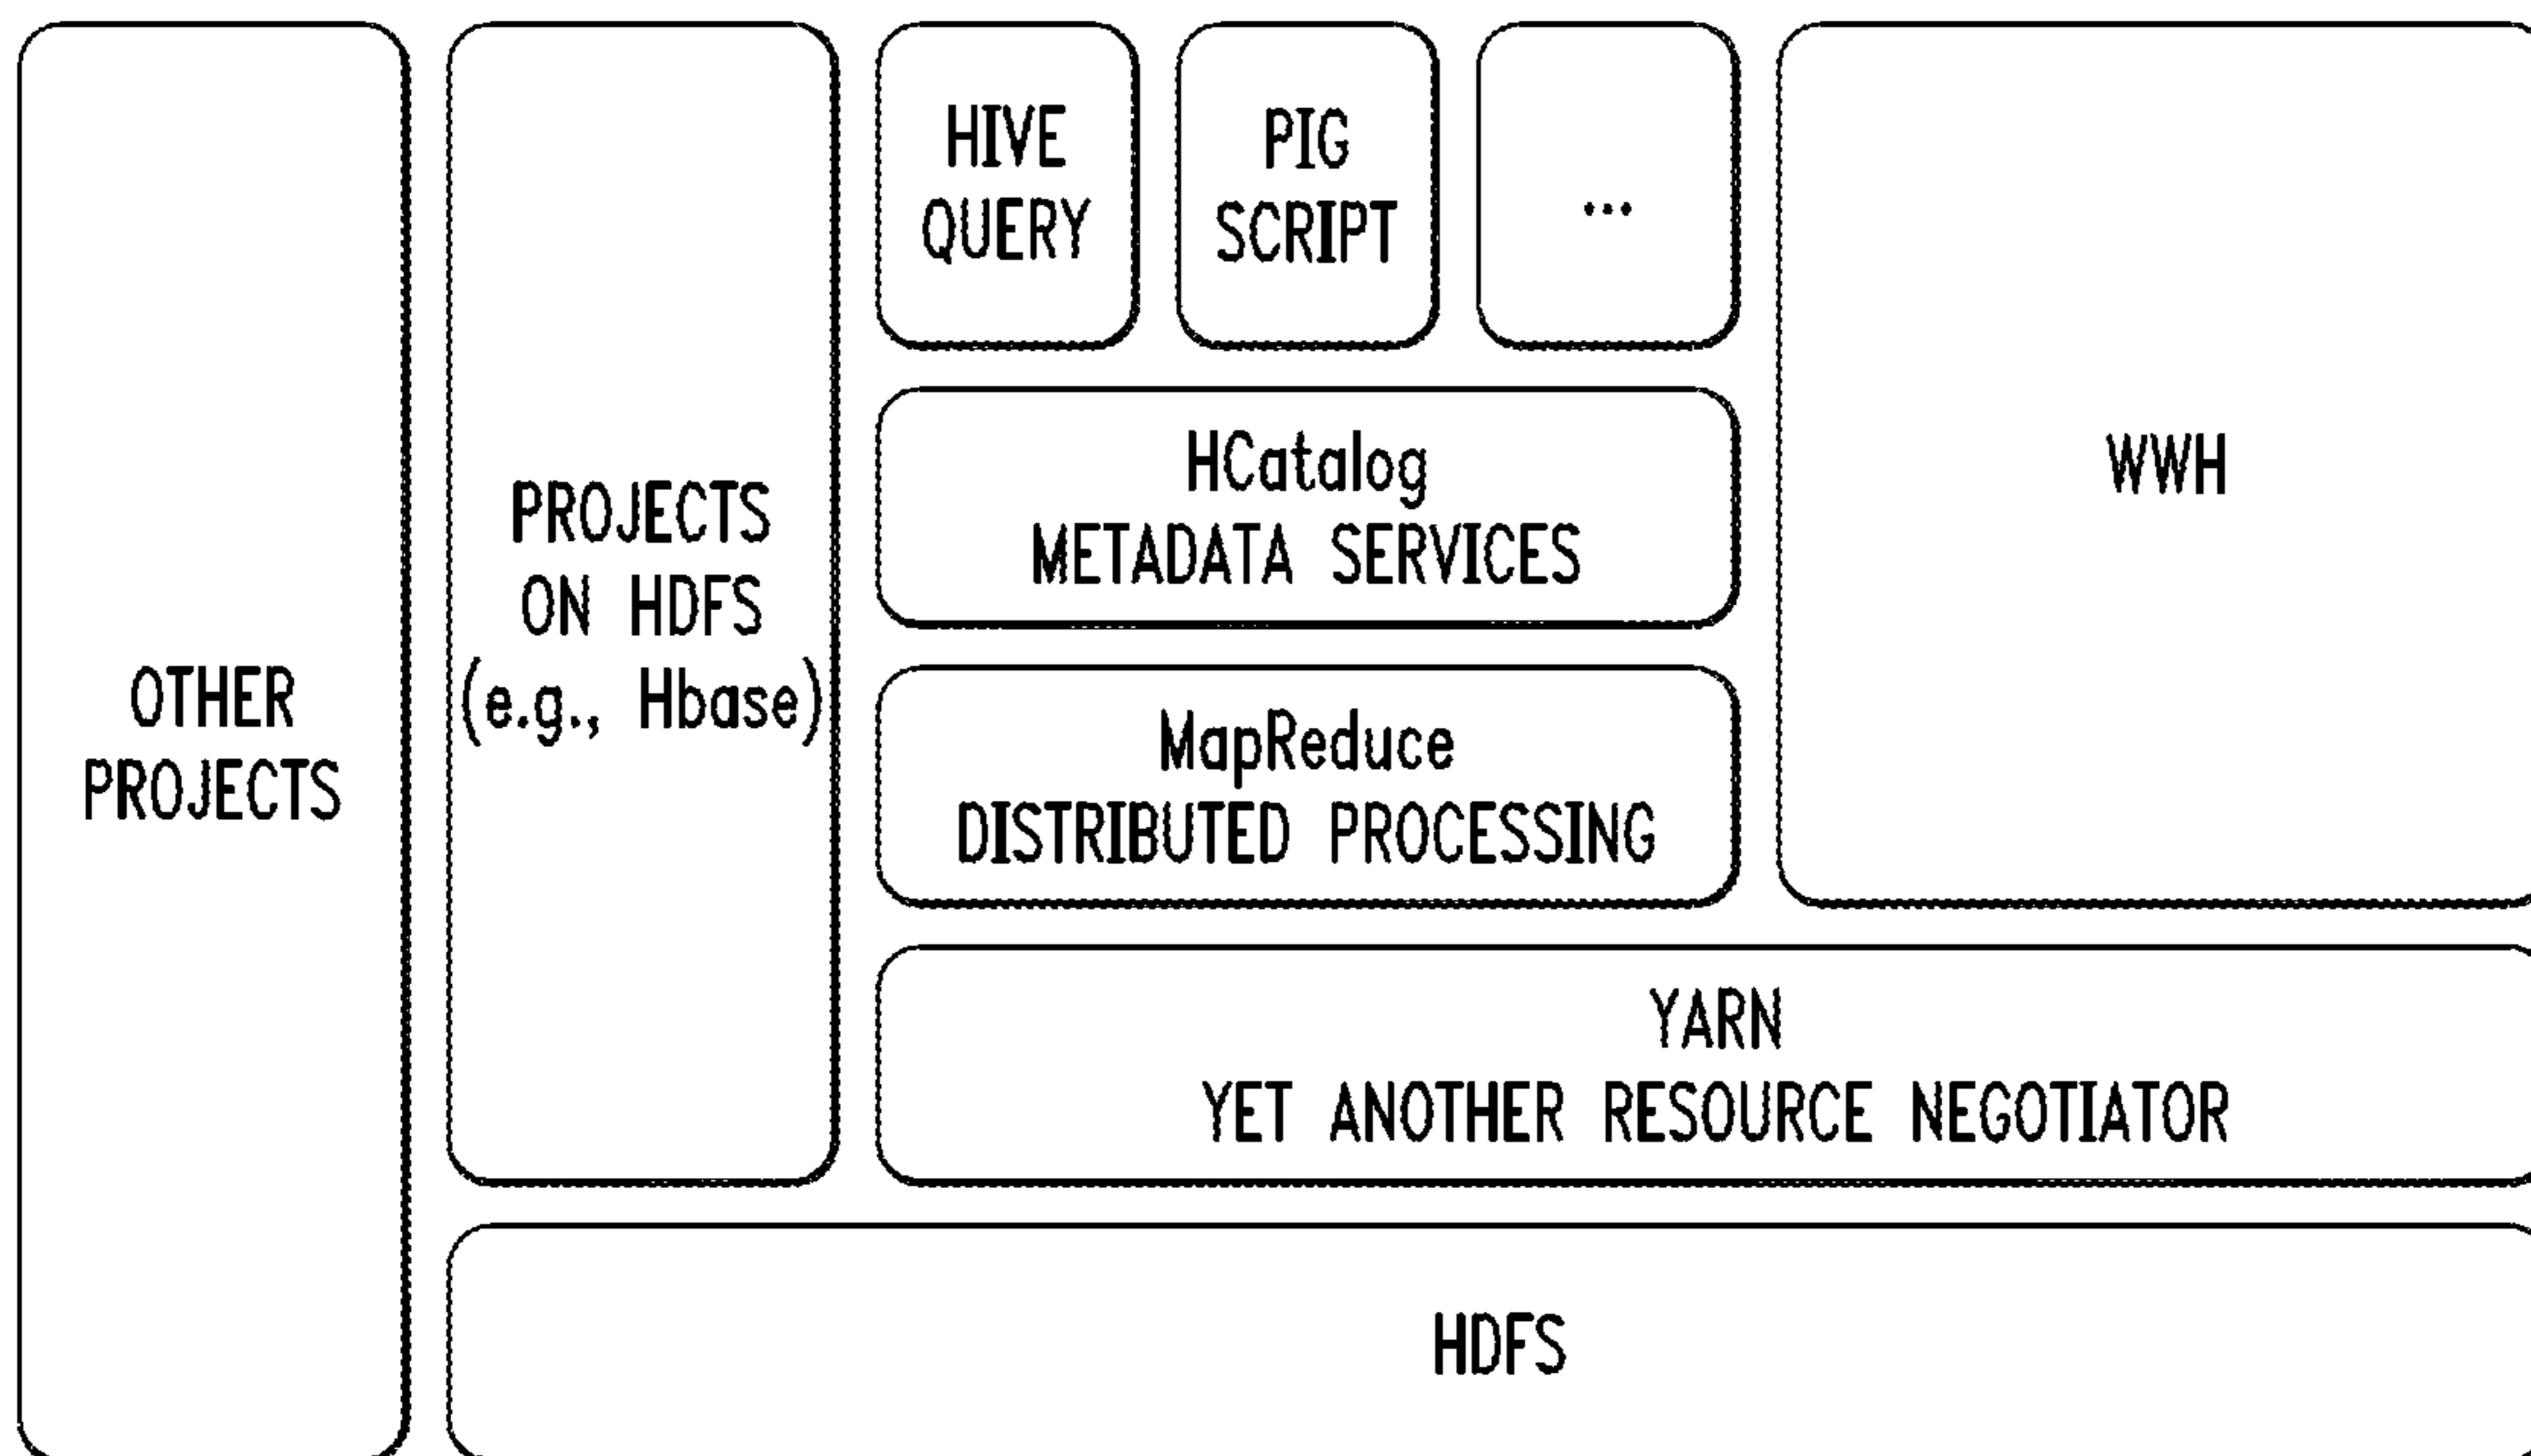 OTHER
PROJECTS
PROJECTS
ON HDFS
(e.g., Hbase)
HIVE
QUERY
PIG
SCRIPT
...
HCatalog
METADATA SERVICES
MapReduce
DISTRIBUTED PROCESSING
WWH
YARN
YET ANOTHER RESOURCE NEGOTIATOR
HDFS